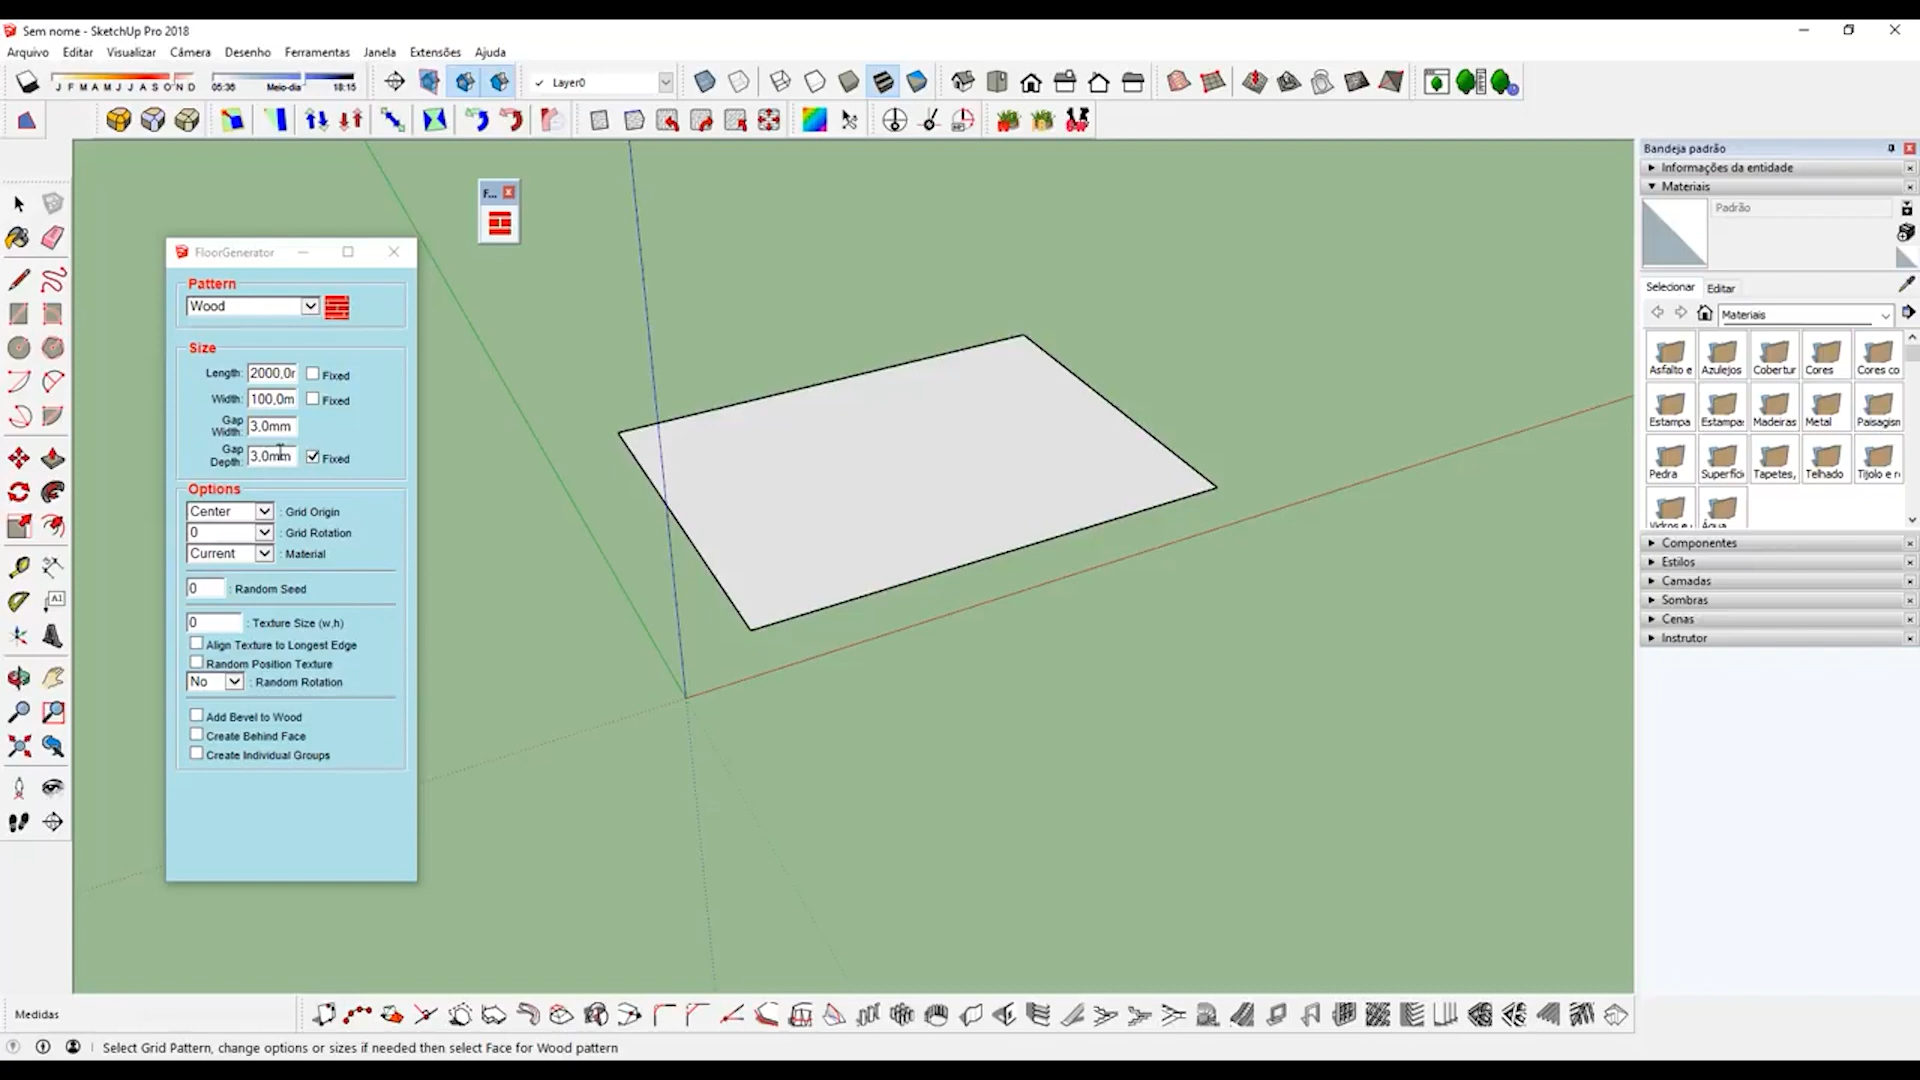 Sem nome - SketchUp Pro 2018
Arquivo Editar Visualizar Câmera Desenho Ferramentas Janela Extensões Ajuda
J F M A M J J A S O N D 05:36 Meio-dia 18:15 Layer0
F...
FloorGenerator
Pattern
Wood
Size
Length: 2000,0r Fixed
Width: 100,0m Fixed
Gap Width: 3,0mm
Gap Depth: 3,0mm Fixed
Options
Center : Grid Origin
0 : Grid Rotation
Current : Material
0 : Random Seed
0 : Texture Size (w,h)
Align Texture to Longest Edge
Random Position Texture
No : Random Rotation
Add Bevel to Wood
Create Behind Face
Create Individual Groups
Bandeja padrão
Informações da entidade
Materiais
Padrão
Selecionar Editar
Materiais
Asfalto e Azulejos Cobertur Cores Cores co
Estampa Estampa: Madeiras Metal Paisagisn
Pedra Superfíci Tapetes, Telhado Tijolo e r
Vidros e . Água
Componentes
Estilos
Camadas
Sombras
Cenas
Instrutor
A1
Medidas
Select Grid Pattern, change options or sizes if needed then select Face for Wood pattern